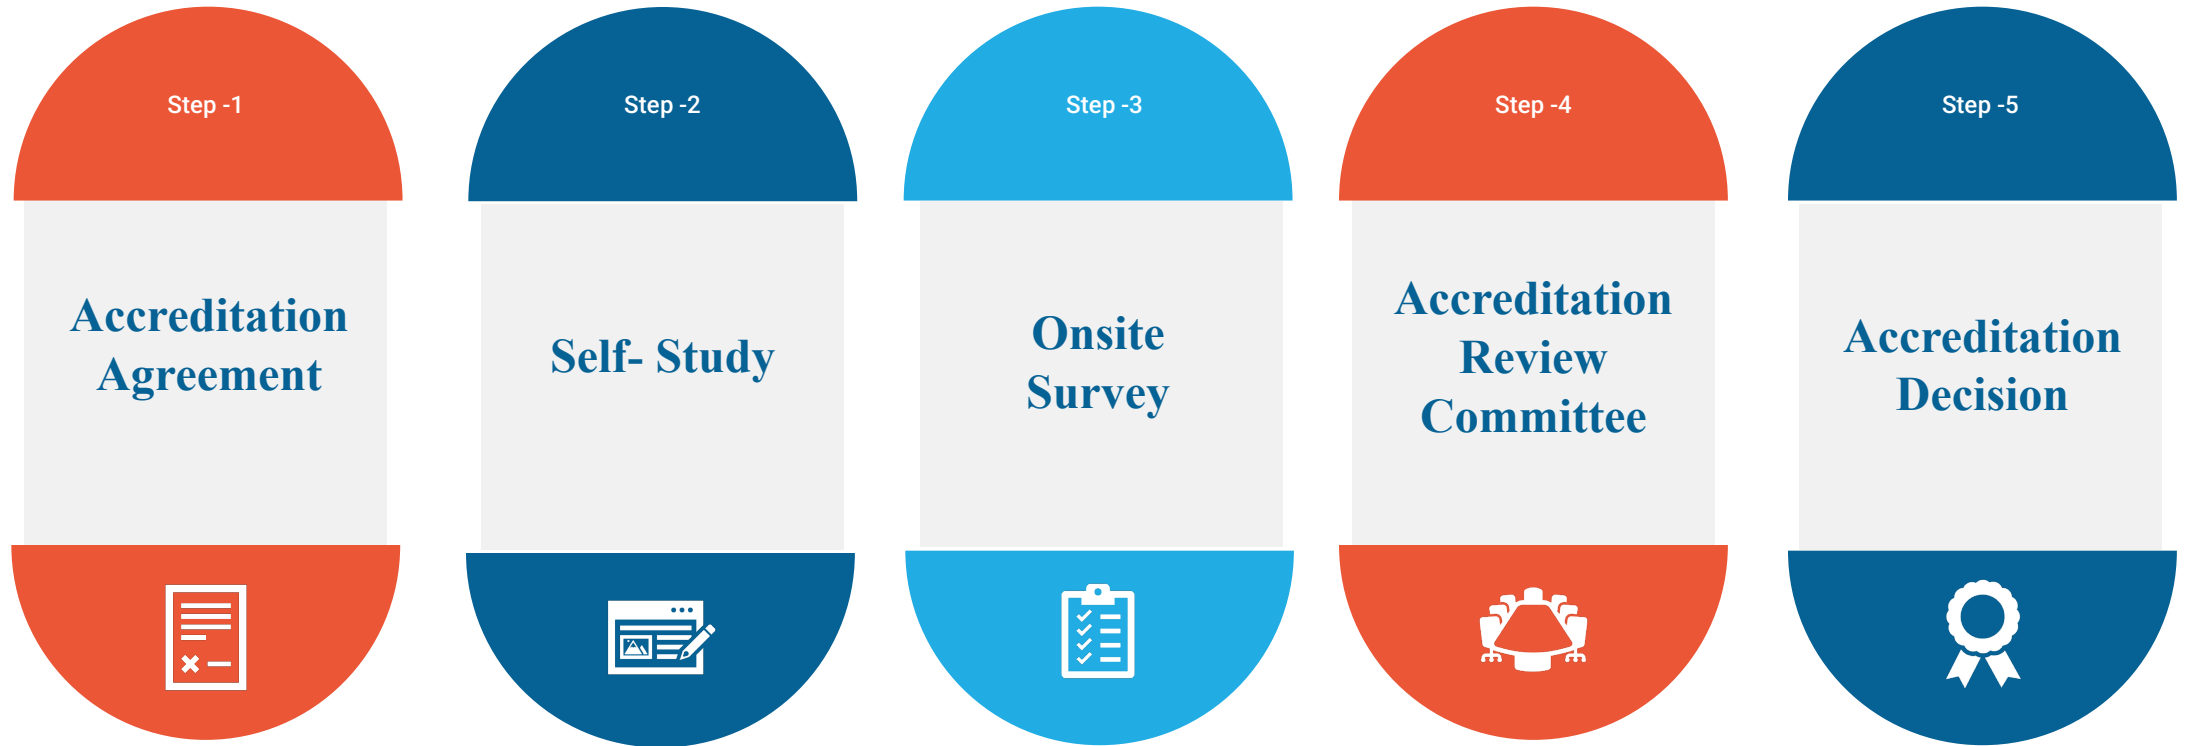 Step -1
Accreditation
Agreement
Step -2
Self- Study
Step -3
Onsite
Survey
Step -4
Accreditation
Review
Committee
Step -5
Accreditation
Decision